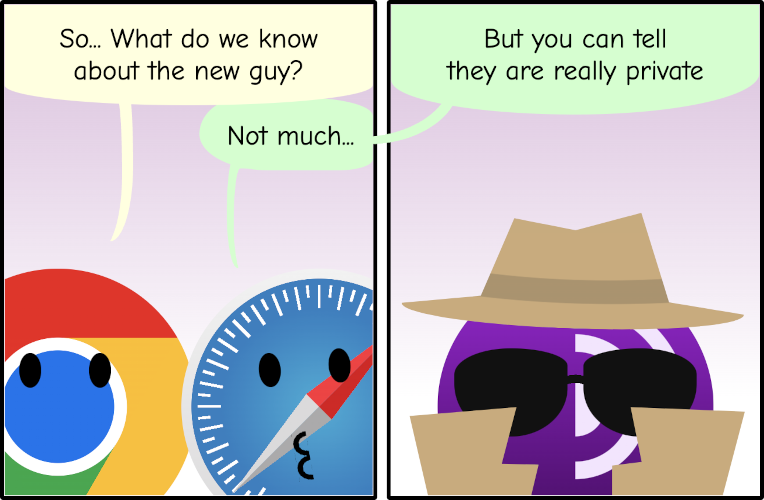 So... What do we know
about the new guy?
Not much...
But you can tell
they are really private